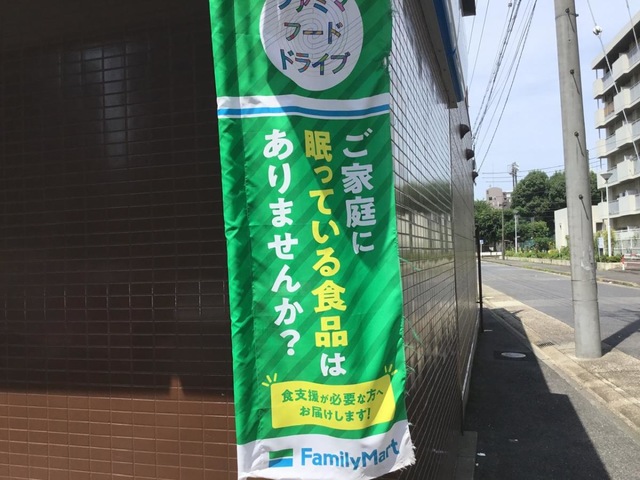 ファミマ
フード
ドライブ
ご家庭に
眠っている食品は
ありませんか?
食支援が必要な方へ
お届けします!
FamilyMart